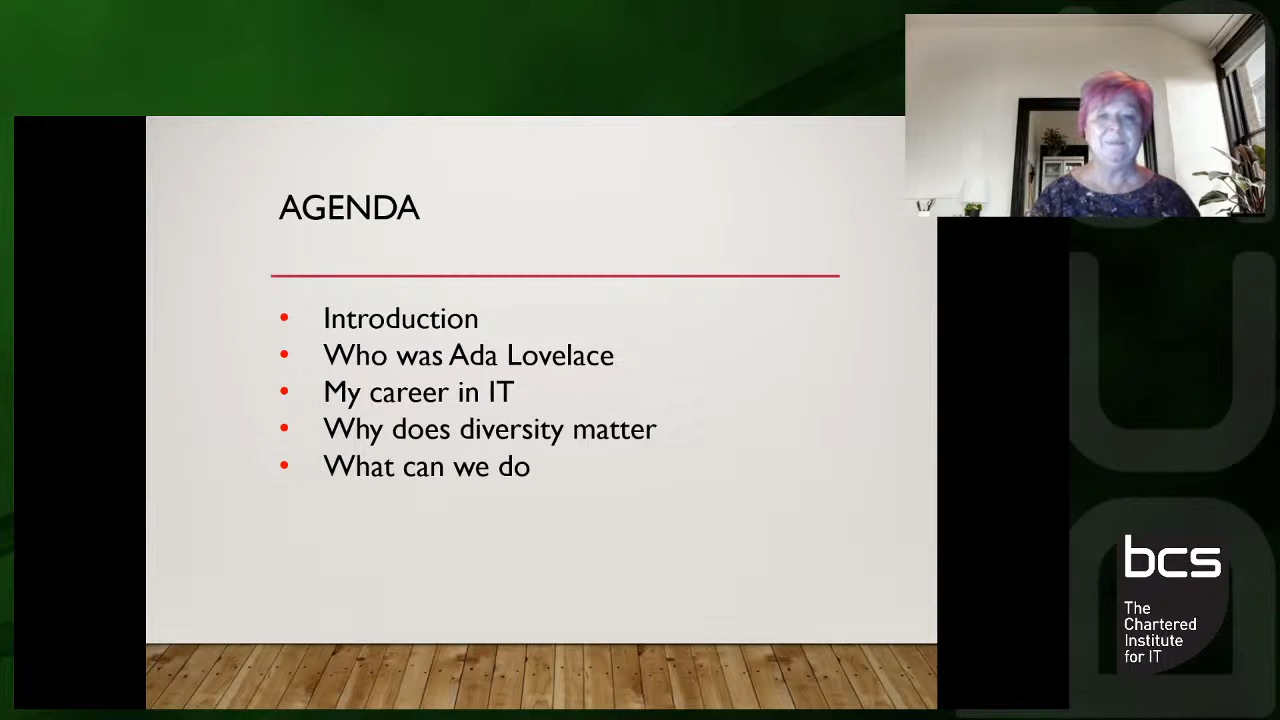 AGENDA
• Introduction
• Who was Ada Lovelace
• My career in IT
• Why does diversity matter
• What can we do
bcs
The
Chartered
Institute
for IT